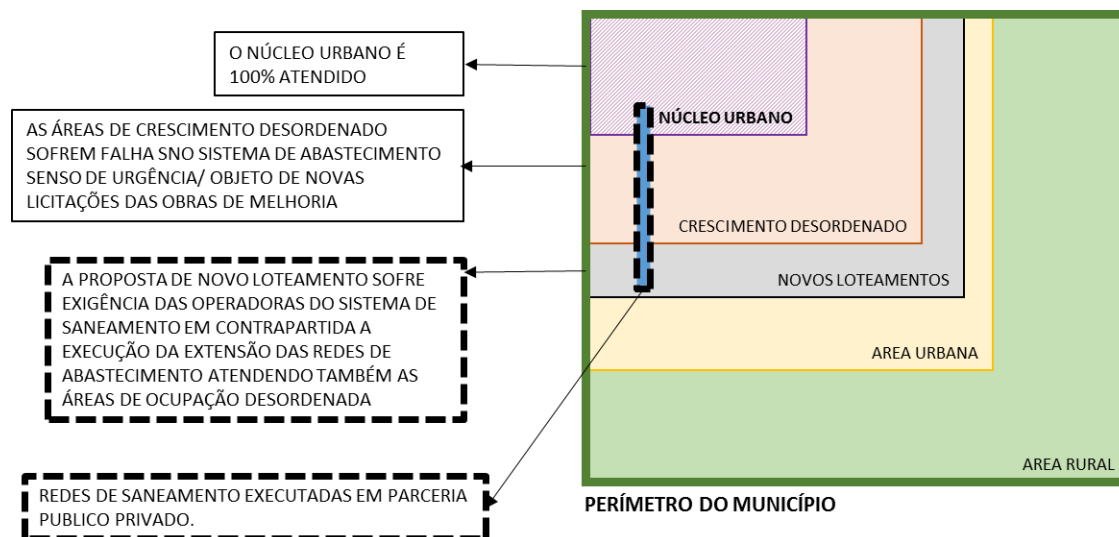 O NÚCLEO URBANO É
100% ATENDIDO
AS ÁREAS DE CRESCIMENTO DESORDENADO
SOFREM FALHA SNO SISTEMA DE ABASTECIMENTO
SENSO DE URGÊNCIA/ OBJETO DE NOVAS
LICITAÇÕES DAS OBRAS DE MELHORIA
A PROPOSTA DE NOVO LOTEAMENTO SOFRE
EXIGÊNCIA DAS OPERADORAS DO SISTEMA DE
SANEAMENTO EM CONTRAPARTIDA A
EXECUÇÃO DA EXTENSÃO DAS REDES DE
ABASTECIMENTO ATENDENDO TAMBÉM AS
ÁREAS DE OCUPAÇÃO DESORDENADA
REDES DE SANEAMENTO EXECUTADAS EM PARCERIA
PUBLICO PRIVADO.
NÚCLEO URBANO
CRESCIMENTO DESORDENADO
NOVOS LOTEAMENTOS
AREA URBANA
AREA RURAL
PERÍMETRO DO MUNICÍPIO